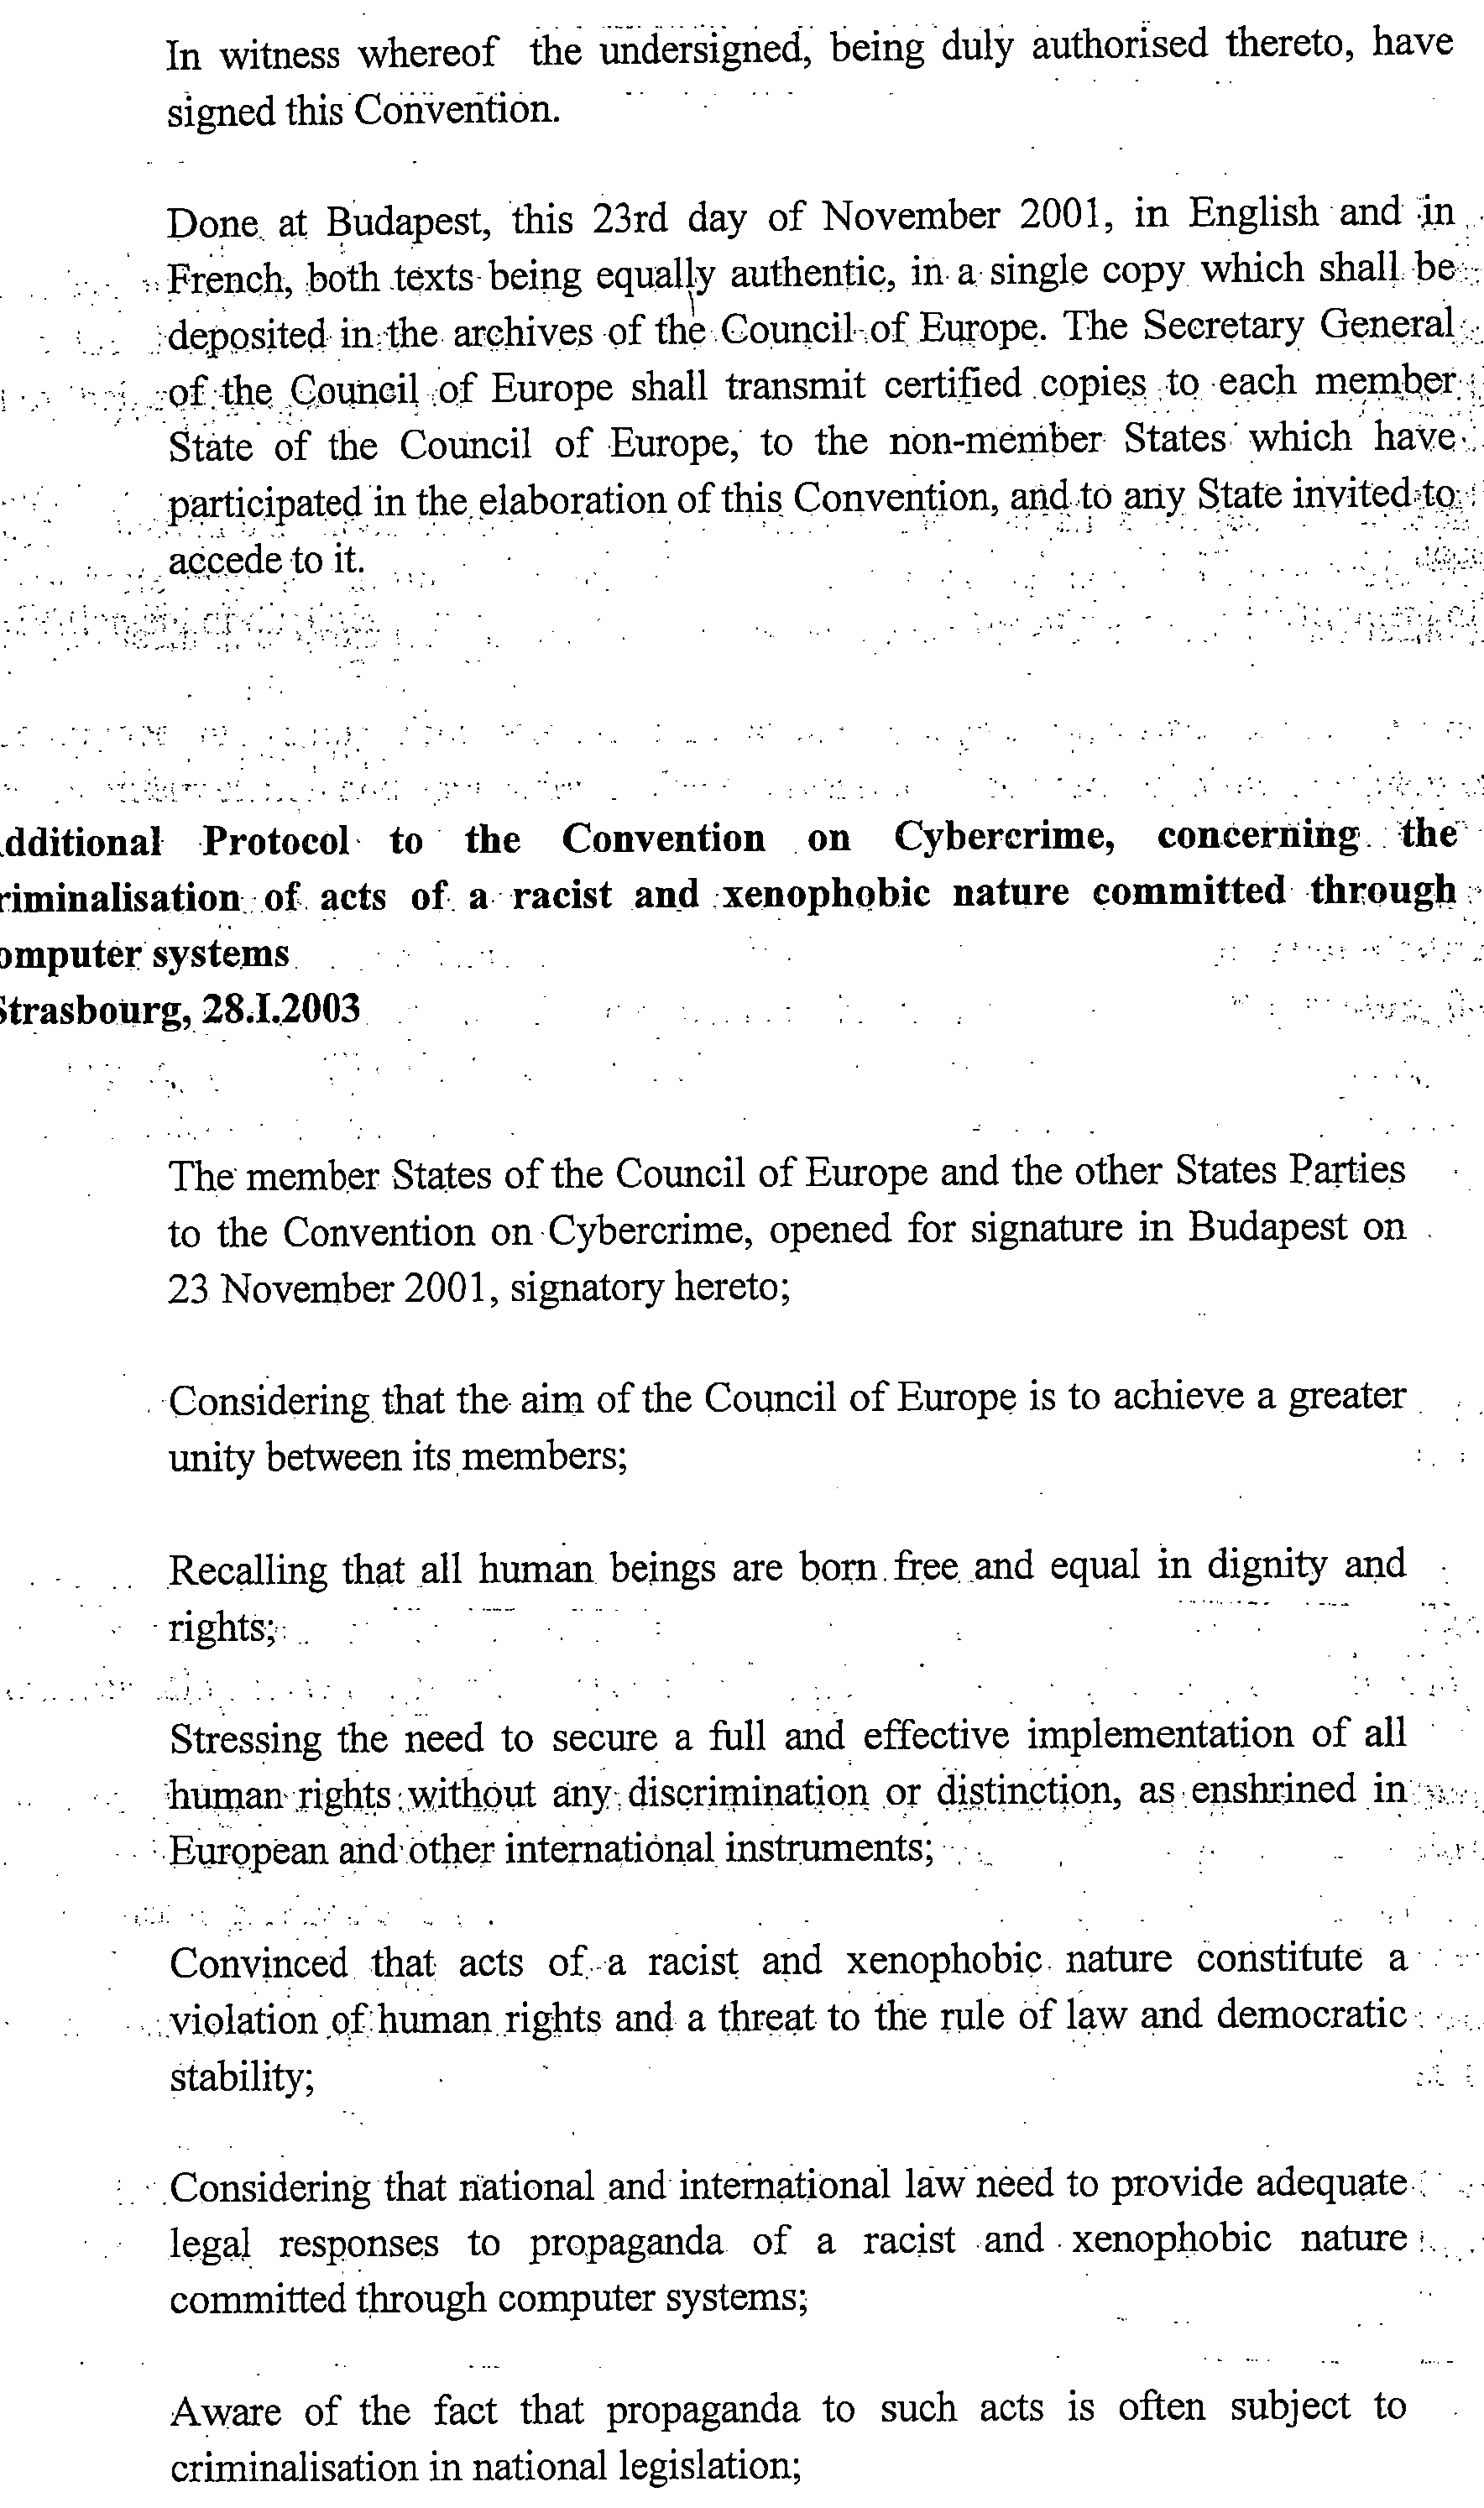 In witness whereof the undersigned, being duly authorised thereto, have
signed this Convention.
Done at Budapest, this 23rd day of November 2001, in English and in
French, both texts being equally authentic, in a single copy which shall be
deposited in the archives of the Council of Europe. The Secretary General
of the Council of Europe shall transmit certified copies to each member
State of the Council of Europe, to the non-member States which have
participated in the elaboration of this Convention, and to any State invited to
accede to it.
dditional Protocol to the Convention on Cybercrime, concerning the
riminalisation of acts of a racist and xenophobic nature committed through
omputer systems
Strasbourg, 28.I.2003
The member States of the Council of Europe and the other States Parties
to the Convention on Cybercrime, opened for signature in Budapest on
23 November 2001, signatory hereto;
Considering that the aim of the Council of Europe is to achieve a greater
unity between its members;
Recalling that all human beings are born free and equal in dignity and
rights;
Stressing the need to secure a full and effective implementation of all
human rights without any discrimination or distinction, as enshrined in
European and other international instruments;
Convinced that acts of a racist and xenophobic nature constitute a
violation of human rights and a threat to the rule of law and democratic
stability;
Considering that national and international law need to provide adequate
legal responses to propaganda of a racist and xenophobic nature
committed through computer systems;
Aware of the fact that propaganda to such acts is often subject to
criminalisation in national legislation;